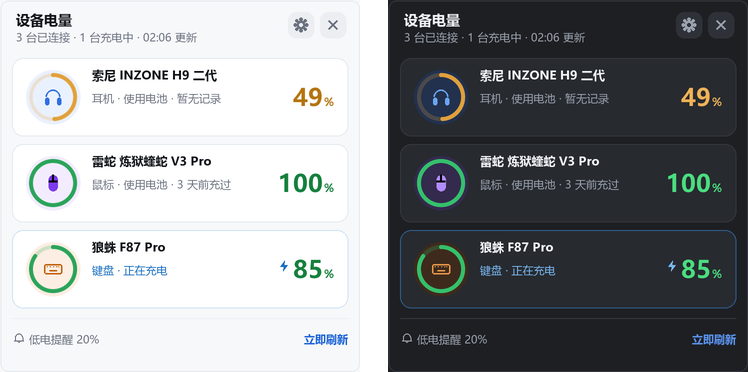 设备电量
3 台已连接 · 1 台充电中 · 02:06 更新
索尼 INZONE H9 二代
耳机 · 使用电池 · 暂无记录
49%
雷蛇 炼狱蝰蛇 V3 Pro
鼠标 · 使用电池 · 3 天前充过
100%
狼蛛 F87 Pro
键盘 · 正在充电
85%
低电提醒 20%
立即刷新
设备电量
3 台已连接 · 1 台充电中 · 02:06 更新
索尼 INZONE H9 二代
耳机 · 使用电池 · 暂无记录
49%
雷蛇 炼狱蝰蛇 V3 Pro
鼠标 · 使用电池 · 3 天前充过
100%
狼蛛 F87 Pro
键盘 · 正在充电
85%
低电提醒 20%
立即刷新